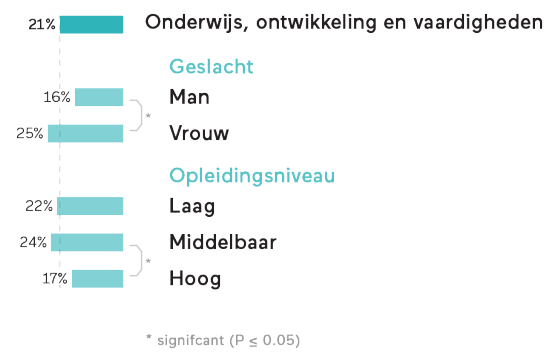 21% Onderwijs, ontwikkeling en vaardigheden
Geslacht
16% Man
*
25% Vrouw
Opleidingsniveau
22% Laag
24% Middelbaar
*
17% Hoog
* signifcant (P ≤ 0.05)